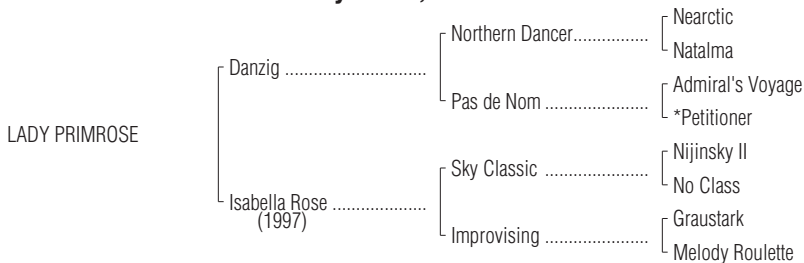 Nearctic
Northern Dancer................
Natalma
Danzig .............................
Admiral's Voyage
Pas de Nom ......................
*Petitioner
LADY PRIMROSE
Nijinsky II
Sky Classic ......................
No Class
Isabella Rose ....................
(1997)
Graustark
Improvising ......................
Melody Roulette